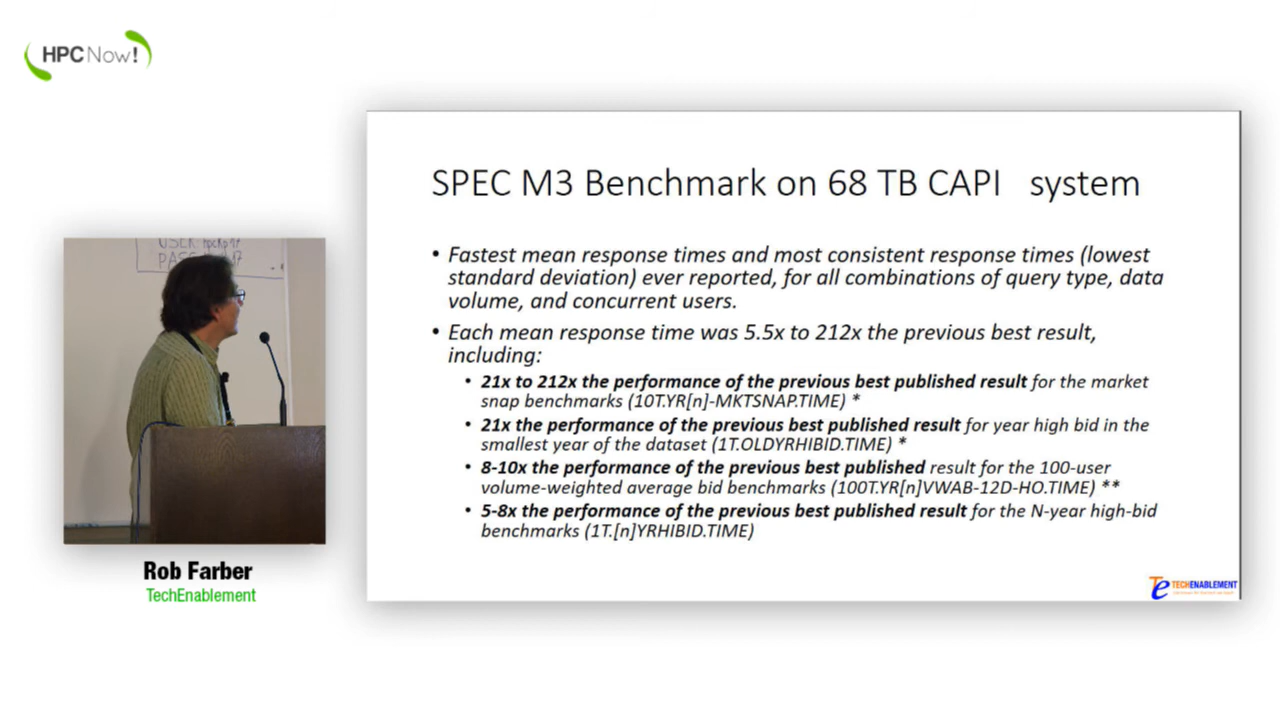 HPCNow!
USER: hpckp17
SPEC M3 Benchmark on 68 TB CAPI system
• Fastest mean response times and most consistent response times (lowest
standard deviation) ever reported, for all combinations of query type, data
volume, and concurrent users.
• Each mean response time was 5.5x to 212x the previous best result,
including:
• 21x to 212x the performance of the previous best published result for the market
snap benchmarks (10T.YR[n]-MKTSNAP.TIME) *
• 21x the performance of the previous best published result for year high bid in the
smallest year of the dataset (1T.OLDYRHIBID.TIME) *
• 8-10x the performance of the previous best published result for the 100-user
volume-weighted average bid benchmarks (100T.YR[n]VWAB-12D-HO.TIME) **
• 5-8x the performance of the previous best published result for the N-year high-bid
benchmarks (1T.[n]YRHIBID.TIME)
Te TECHENABLEMENT
Rob Farber
TechEnablement